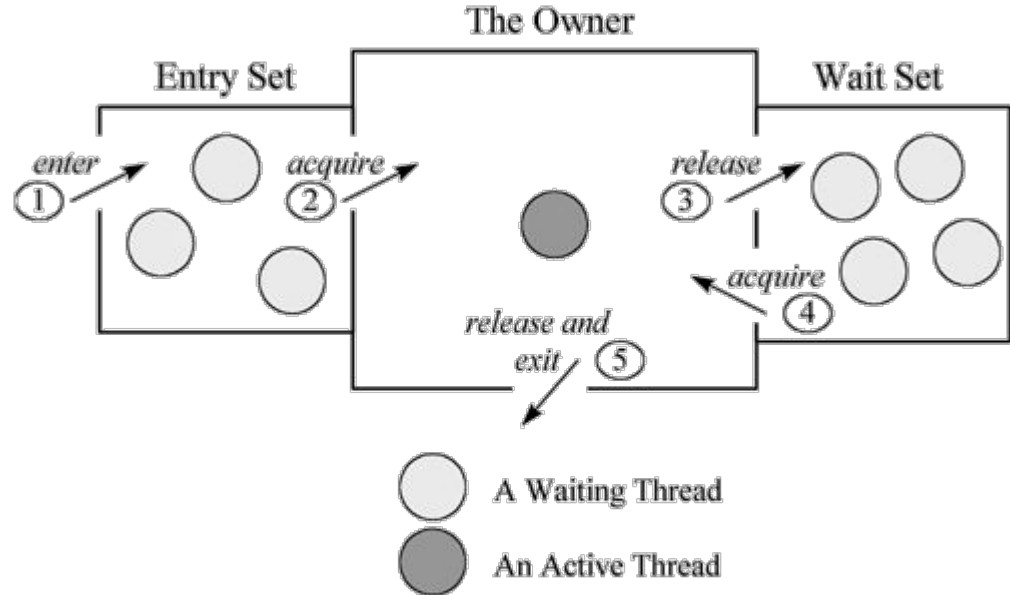 The Owner
Entry Set
Wait Set
enter
1
acquire
2
release
3
acquire
4
release and
exit
5
A Waiting Thread
An Active Thread